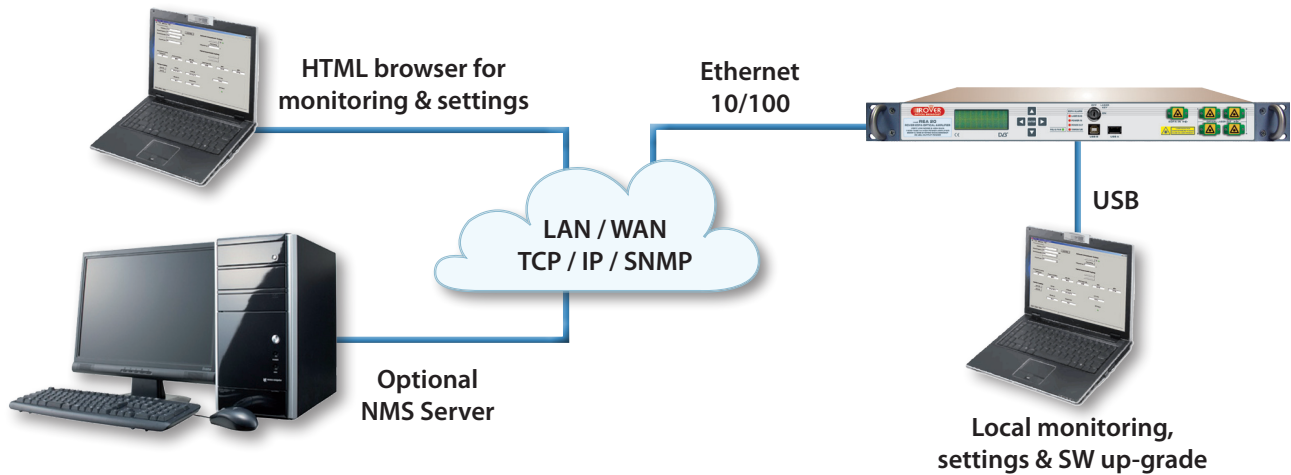 HTML browser for
monitoring & settings
Ethernet
10/100
ROVER
USB
LAN / WAN
TCP / IP / SNMP
Optional
NMS Server
Local monitoring,
settings & SW up-grade